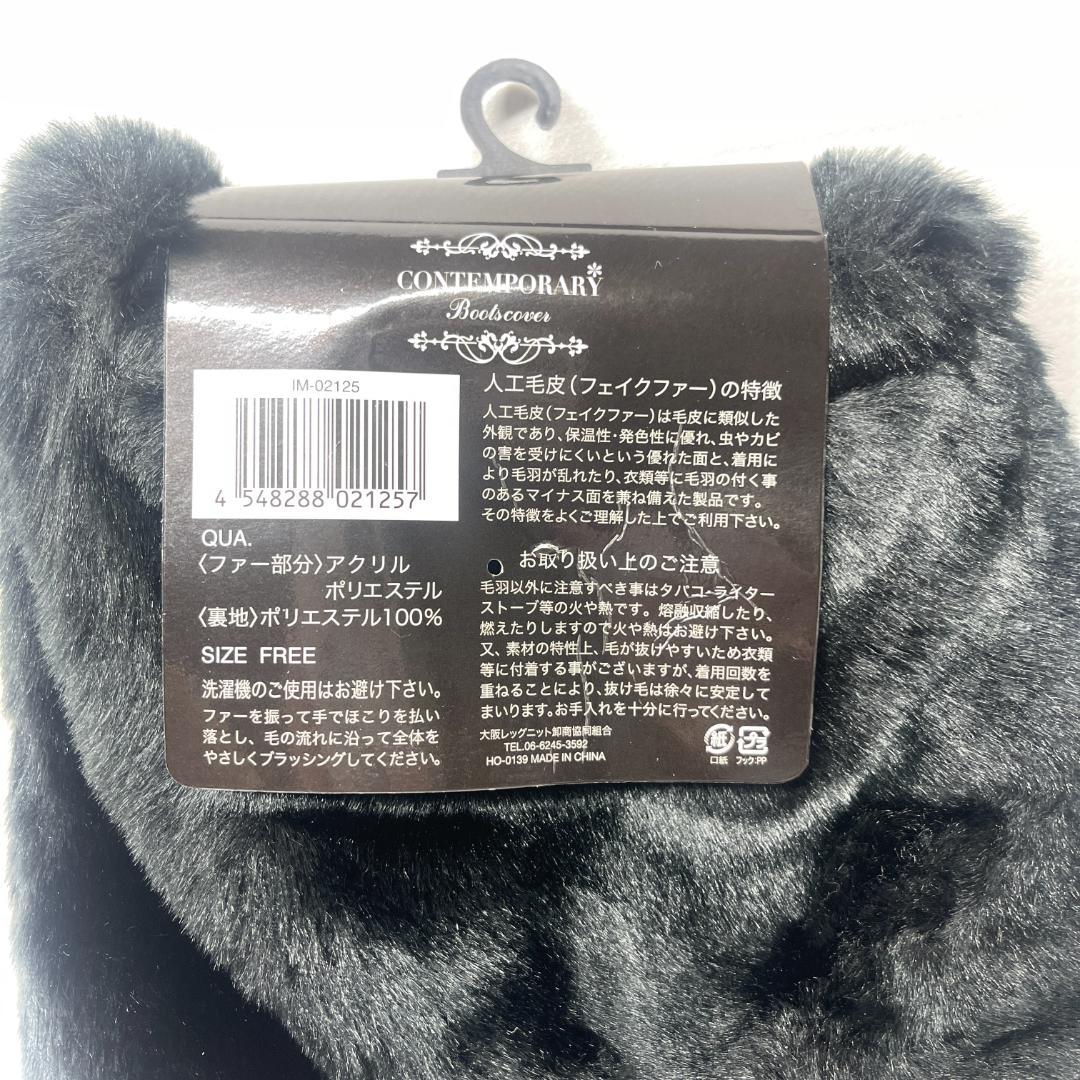 CONTEMPORARY*
Bootscover
IM-02125
4 548288 021257
QUA.
〈ファー部分〉アクリル
ポリエステル
〈裏地〉ポリエステル100%
SIZE FREE
洗濯機のご使用はお避け下さい。
ファーを振って手でほこりを払い
落とし、毛の流れに沿って全体を
やさしくブラッシングしてください。
人工毛皮(フェイクファー)の特徴
人工毛皮(フェイクファー)は毛皮に類似した
外観であり、保温性・発色性に優れ、虫やカビ
の害を受けにくいという優れた面と、着用に
より毛羽が乱れたり、衣類等に毛羽の付く事
のあるマイナス面を兼ね備えた製品です。
その特徴をよくご理解した上でご利用下さい。
お取り扱い上のご注意
毛羽以外に注意すべき事はタバコ・ライター
ストーブ等の火や熱です。熔融収縮したり、
燃えたりしますので火や熱はお避け下さい。
又、素材の特性上、毛が抜けやすいため衣類
等に付着する事がございますが、着用回数を
重ねることにより、抜け毛は徐々に安定して
まいります。お手入れを十分に行ってください。
大阪レッグニット卸商協同組合
TEL.06-6245-3592
HO-0139 MADE IN CHINA
紙 プラ
口紙 フック:PP